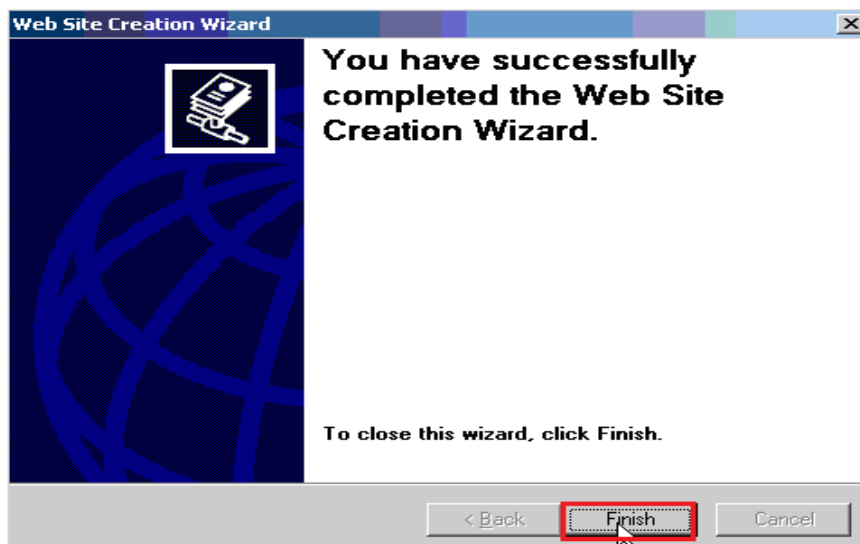 Web Site Creation Wizard
You have successfully
completed the Web Site
Creation Wizard.
To close this wizard, click Finish.
< Back
Finish
Cancel